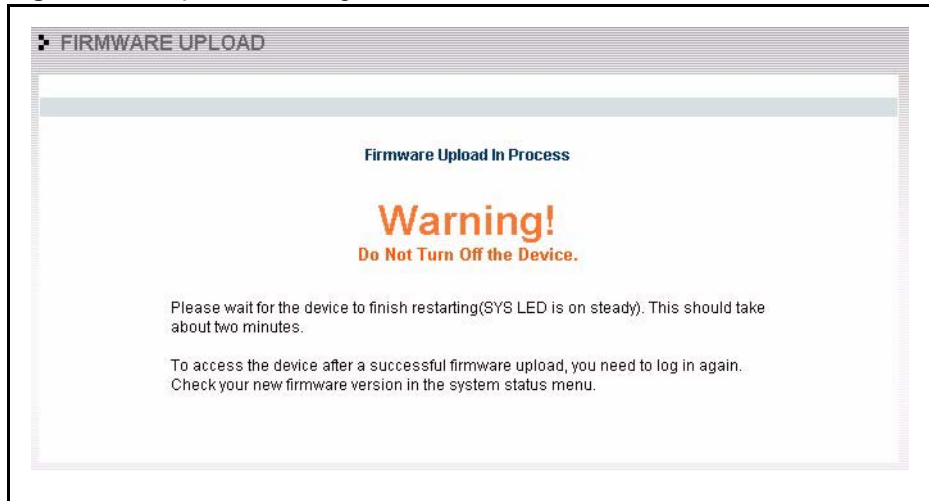 FIRMWARE UPLOAD
Firmware Upload In Process
Warning!
Do Not Turn Off the Device.
Please wait for the device to finish restarting(SYS LED is on steady). This should take
about two minutes.
To access the device after a successful firmware upload, you need to log in again.
Check your new firmware version in the system status menu.